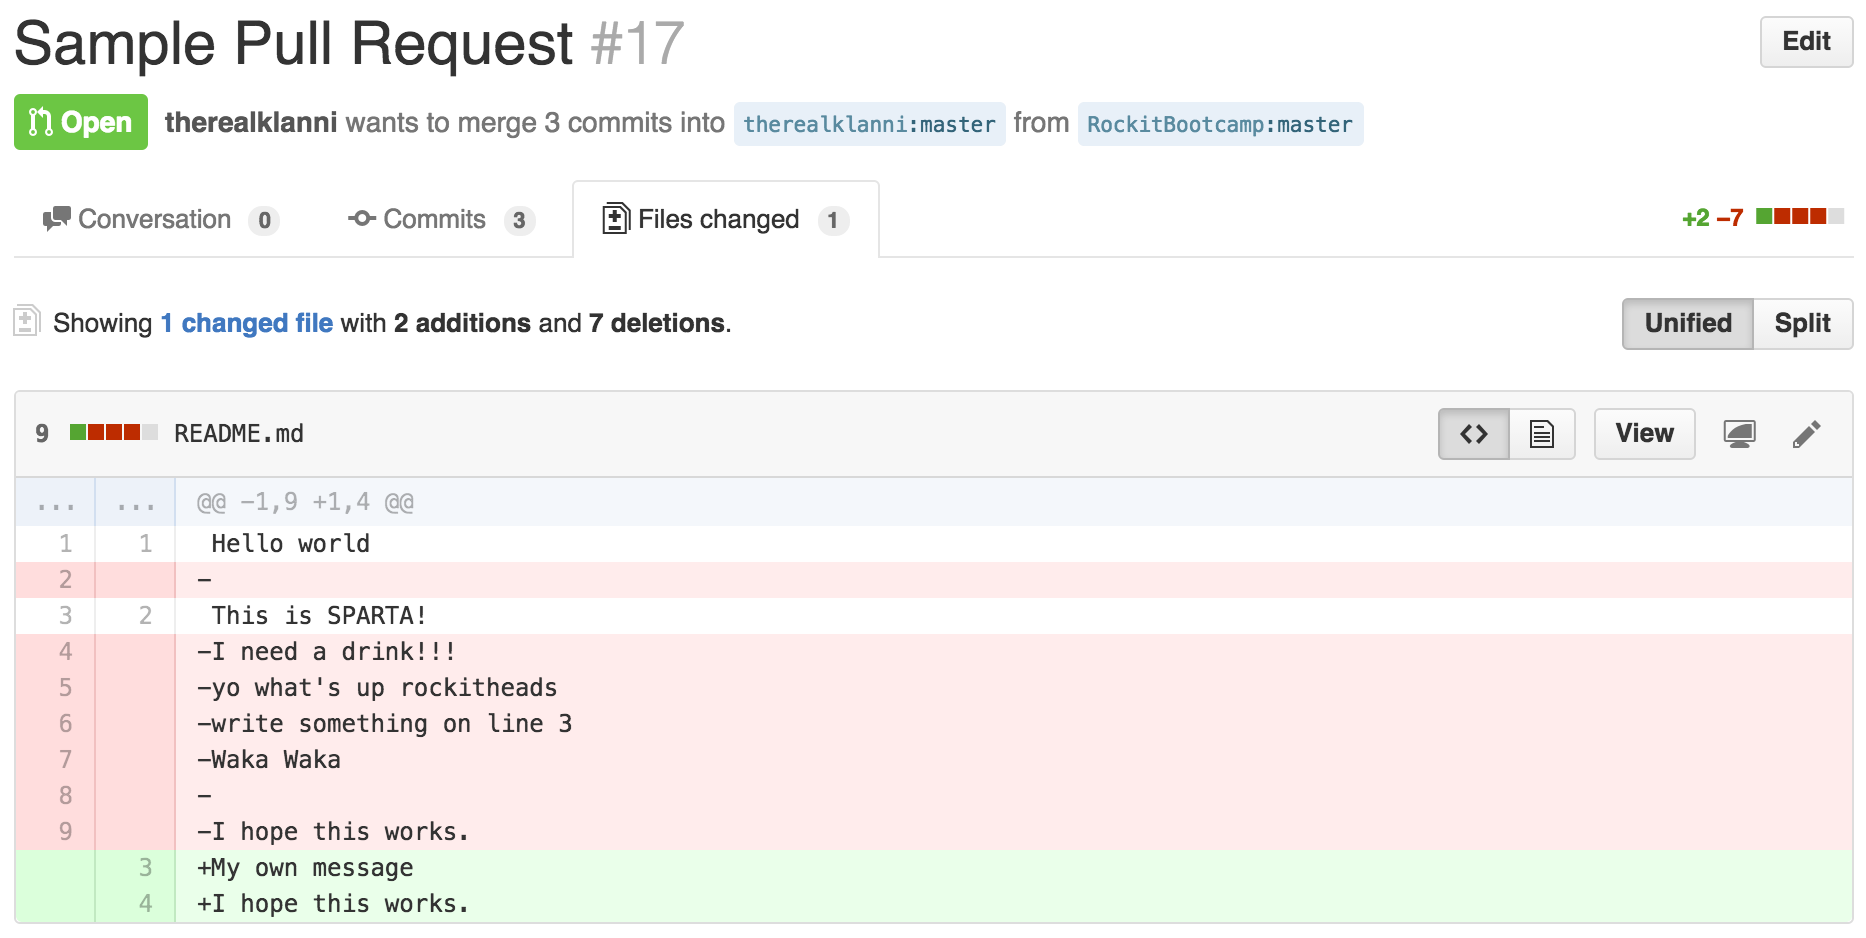 Sample Pull Request #17
Edit
Open therealklanni wants to merge 3 commits into therealklanni:master from RockitBootcamp:master
Conversation 0 Commits 3 Files changed 1 +2 −7
Showing 1 changed file with 2 additions and 7 deletions.
Unified Split
9 README.md
<> View
... ... @@ −1,9 +1,4 @@
1 1 Hello world
2 −
3 2 This is SPARTA!
4 −I need a drink!!!
5 −yo what's up rockitheads
6 −write something on line 3
7 −Waka Waka
8 −
9 −I hope this works.
3 +My own message
4 +I hope this works.